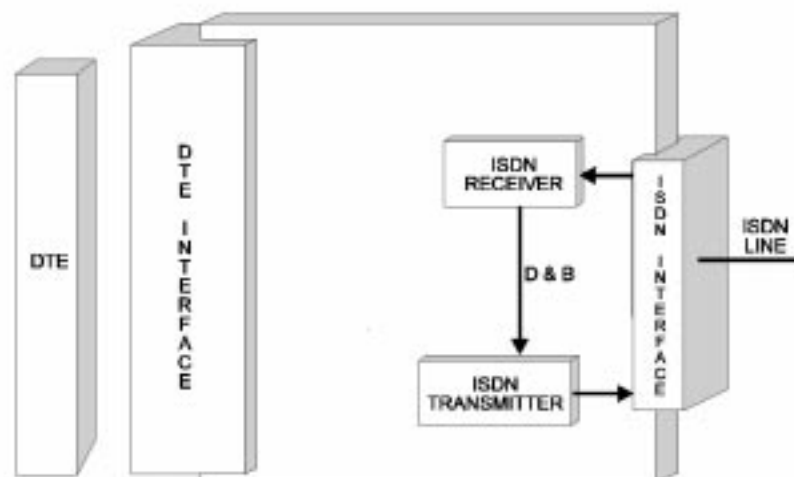 DTE
DTE INTERFACE
ISDN
RECEIVER
D & B
ISDN
TRANSMITTER
ISDN INTERFACE
ISDN
LINE